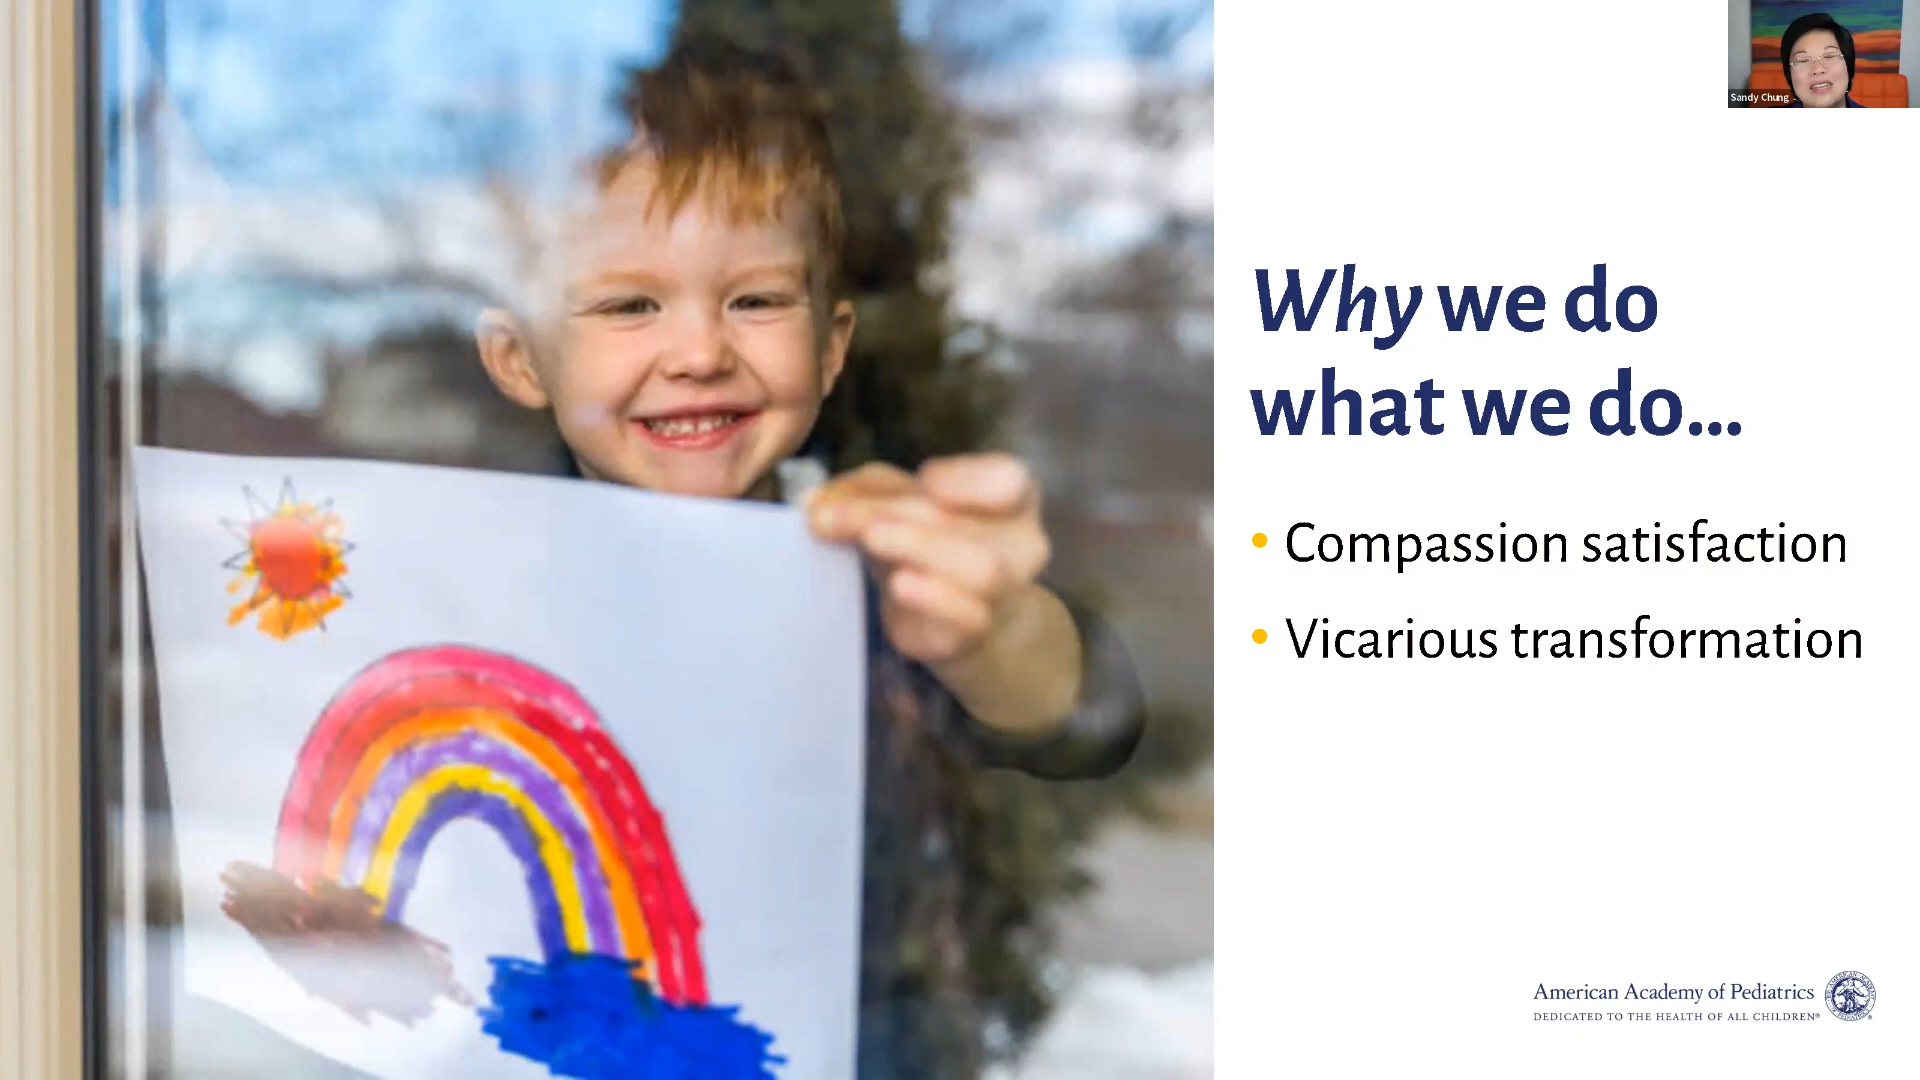 Sandy Chung
Why we do
what we do...
• Compassion satisfaction
• Vicarious transformation
American Academy of Pediatrics
DEDICATED TO THE HEALTH OF ALL CHILDREN®